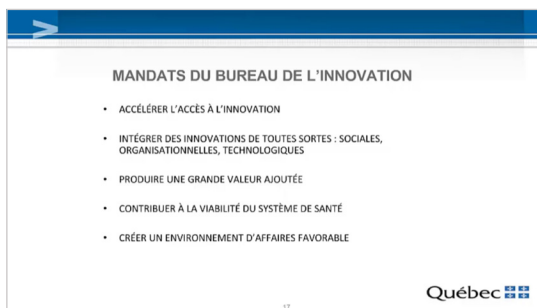 MANDATS DU BUREAU DE L'INNOVATION
• ACCÉLÉRER L'ACCÈS À L'INNOVATION
• INTÉGRER DES INNOVATIONS DE TOUTES SORTES : SOCIALES,
ORGANISATIONNELLES, TECHNOLOGIQUES
• PRODUIRE UNE GRANDE VALEUR AJOUTÉE
• CONTRIBUER À LA VIABILITÉ DU SYSTÈME DE SANTÉ
• CRÉER UN ENVIRONNEMENT D'AFFAIRES FAVORABLE
Québec
17